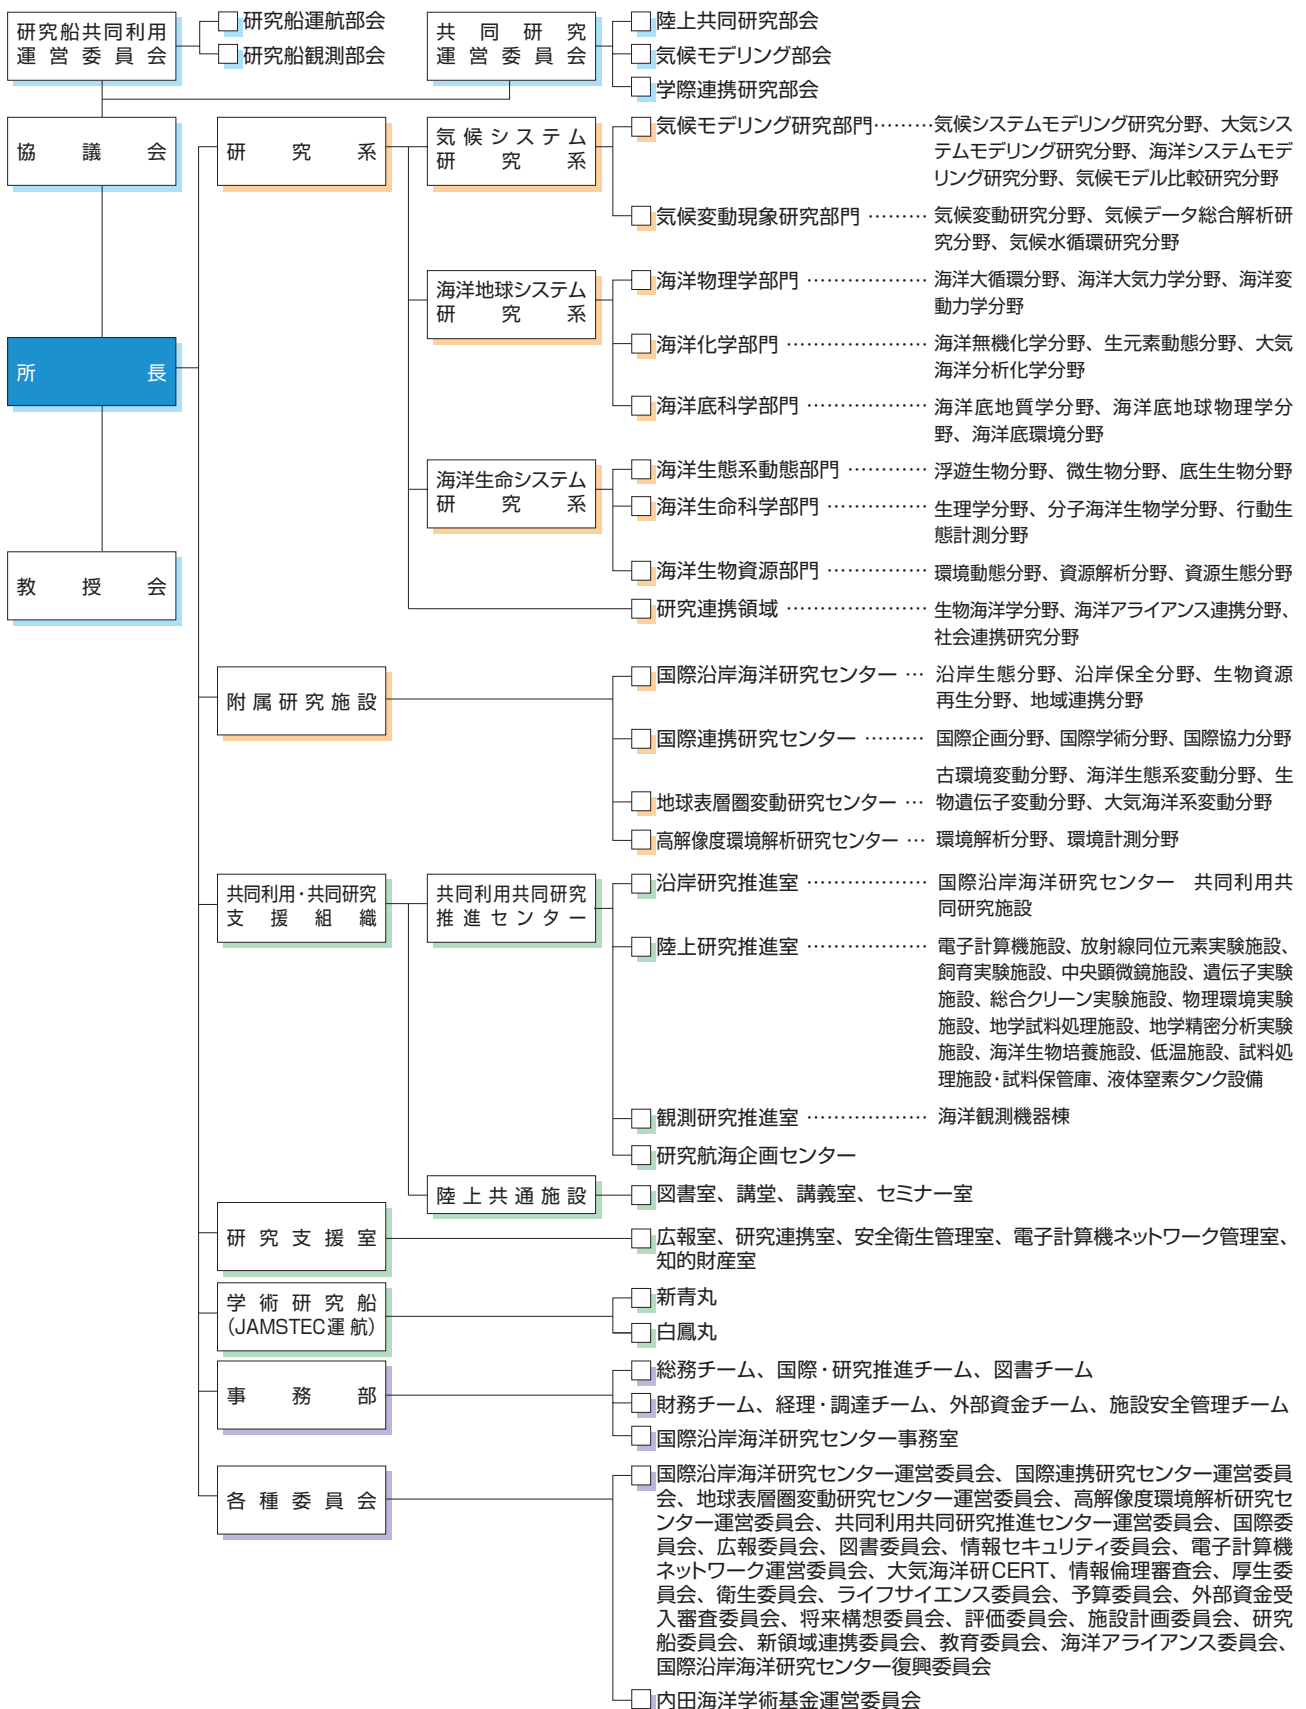 研究船共同利用
運営委員会
研究船運航部会
研究船観測部会
共同研究
運営委員会
陸上共同研究部会
気候モデリング部会
学際連携研究部会
協議会
所長
教授会
研究系
気候システム
研究系
気候モデリング研究部門………気候システムモデリング研究分野、大気シス
テムモデリング研究分野、海洋システムモデ
リング研究分野、気候モデル比較研究分野
気候変動現象研究部門………気候変動研究分野、気候データ総合解析研
究分野、気候水循環研究分野
海洋地球システム
研究系
海洋物理学部門………………海洋大循環分野、海洋大気力学分野、海洋変
動力学分野
海洋化学部門…………………海洋無機化学分野、生元素動態分野、大気
海洋分析化学分野
海洋底科学部門………………海洋底地質学分野、海洋底地球物理学分
野、海洋底環境分野
海洋生命システム
研究系
海洋生態系動態部門…………浮遊生物分野、微生物分野、底生生物分野
海洋生命科学部門……………生理学分野、分子海洋生物学分野、行動生
態計測分野
海洋生物資源部門……………環境動態分野、資源解析分野、資源生態分野
研究連携領域…………………生物海洋学分野、海洋アライアンス連携分野、
社会連携研究分野
附属研究施設
国際沿岸海洋研究センター…沿岸生態分野、沿岸保全分野、生物資源
再生分野、地域連携分野
国際連携研究センター………国際企画分野、国際学術分野、国際協力分野
古環境変動分野、海洋生態系変動分野、生
地球表層圏変動研究センター…物遺伝子変動分野、大気海洋系変動分野
高解像度環境解析研究センター…環境解析分野、環境計測分野
共同利用・共同研究
支援組織
共同利用共同研究
推進センター
沿岸研究推進室………………国際沿岸海洋研究センター　共同利用共
同研究施設
陸上研究推進室………………電子計算機施設、放射線同位元素実験施設、
飼育実験施設、中央顕微鏡施設、遺伝子実験
施設、総合クリーン実験施設、物理環境実験
施設、地学試料処理施設、地学精密分析実験
施設、海洋生物培養施設、低温施設、試料処
理施設・試料保管庫、液体窒素タンク設備
観測研究推進室………………海洋観測機器棟
研究航海企画センター
陸上共通施設
図書室、講堂、講義室、セミナー室
研究支援室
広報室、研究連携室、安全衛生管理室、電子計算機ネットワーク管理室、
知的財産室
学術研究船
（JAMSTEC運航）
新青丸
白鳳丸
事務部
総務チーム、国際・研究推進チーム、図書チーム
財務チーム、経理・調達チーム、外部資金チーム、施設安全管理チーム
国際沿岸海洋研究センター事務室
各種委員会
国際沿岸海洋研究センター運営委員会、国際連携研究センター運営委員
会、地球表層圏変動研究センター運営委員会、高解像度環境解析研究セ
ンター運営委員会、共同利用共同研究推進センター運営委員会、国際委
員会、広報委員会、図書委員会、情報セキュリティ委員会、電子計算機
ネットワーク運営委員会、大気海洋研CERT、情報倫理審査会、厚生委
員会、衛生委員会、ライフサイエンス委員会、予算委員会、外部資金受
入審査委員会、将来構想委員会、評価委員会、施設計画委員会、研究
船委員会、新領域連携委員会、教育委員会、海洋アライアンス委員会、
国際沿岸海洋研究センター復興委員会
内田海洋学術基金運営委員会